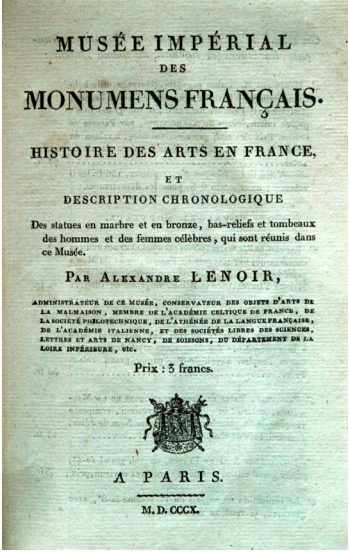 MUSÉE IMPÉRIAL
DES
MONUMENS FRANÇAIS.
HISTOIRE DES ARTS EN FRANCE,
ET
DESCRIPTION CHRONOLOGIQUE
Des statues en marbre et en bronze, bas-reliefs et tombeaux
des hommes et des femmes célèbres, qui sont réunis dans
ce Musée.
PAR ALEXANDRE LENOIR,
ADMINISTRATEUR DE CE MUSÉE, CONSERVATEUR DES OBJETS D'ARTS DE
LA MALMAISON, MEMBRE DE L'ACADÉMIE CELTIQUE DE FRANCE, DE
LA SOCIÉTÉ PHILOTECHNIQUE, DE L'ATHÉNÉE DE LA LANGUE FRANÇAISE,
DE L'ACADÉMIE ITALIENNE, ET DES SOCIÉTÉS LIBRES DES SCIENCES,
LETTRES ET ARTS DE NANCY, DE SOISSONS, DU DÉPARTEMENT DE LA
LOIRE INFÉRIEURE, etc.
Prix : 3 francs.
A PARIS.
M. D. CCCX.